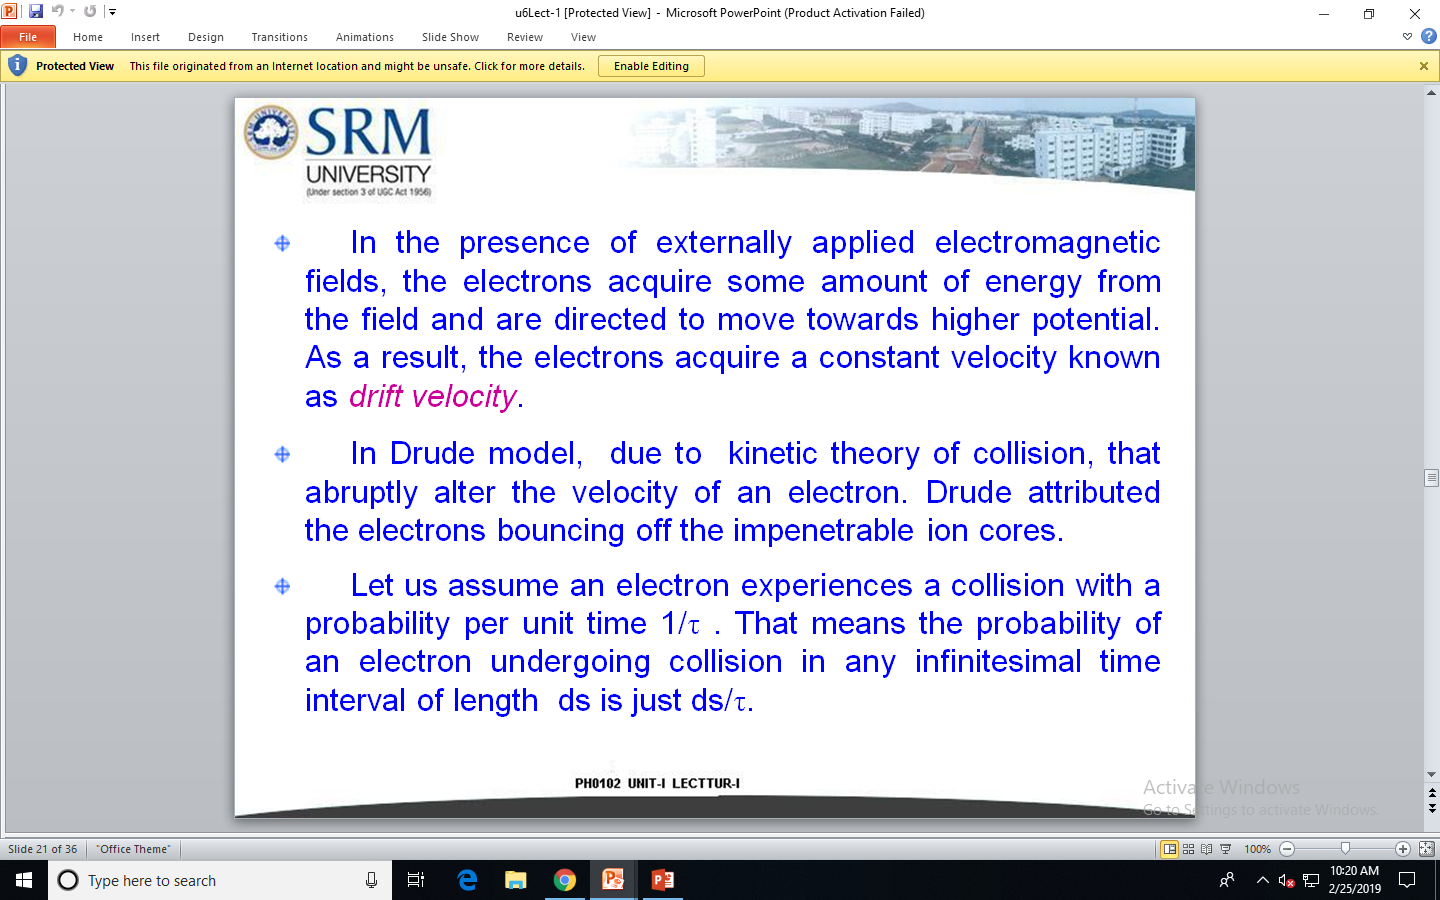 u6Lect-1 [Protected View] - Microsoft PowerPoint (Product Activation Failed)
File Home Insert Design Transitions Animations Slide Show Review View
Protected View This file originated from an Internet location and might be unsafe. Click for more details. Enable Editing
SRM
UNIVERSITY
(Under section 3 of UGC Act 1956)
In the presence of externally applied electromagnetic
fields, the electrons acquire some amount of energy from
the field and are directed to move towards higher potential.
As a result, the electrons acquire a constant velocity known
as drift velocity.
In Drude model, due to kinetic theory of collision, that
abruptly alter the velocity of an electron. Drude attributed
the electrons bouncing off the impenetrable ion cores.
Let us assume an electron experiences a collision with a
probability per unit time 1/τ . That means the probability of
an electron undergoing collision in any infinitesimal time
interval of length ds is just ds/τ.
PH0102 UNIT-I LECTTUR-I
Activate Windows
Go to Settings to activate Windows.
Slide 21 of 36 "Office Theme" 100%
Type here to search
10:20 AM
2/25/2019